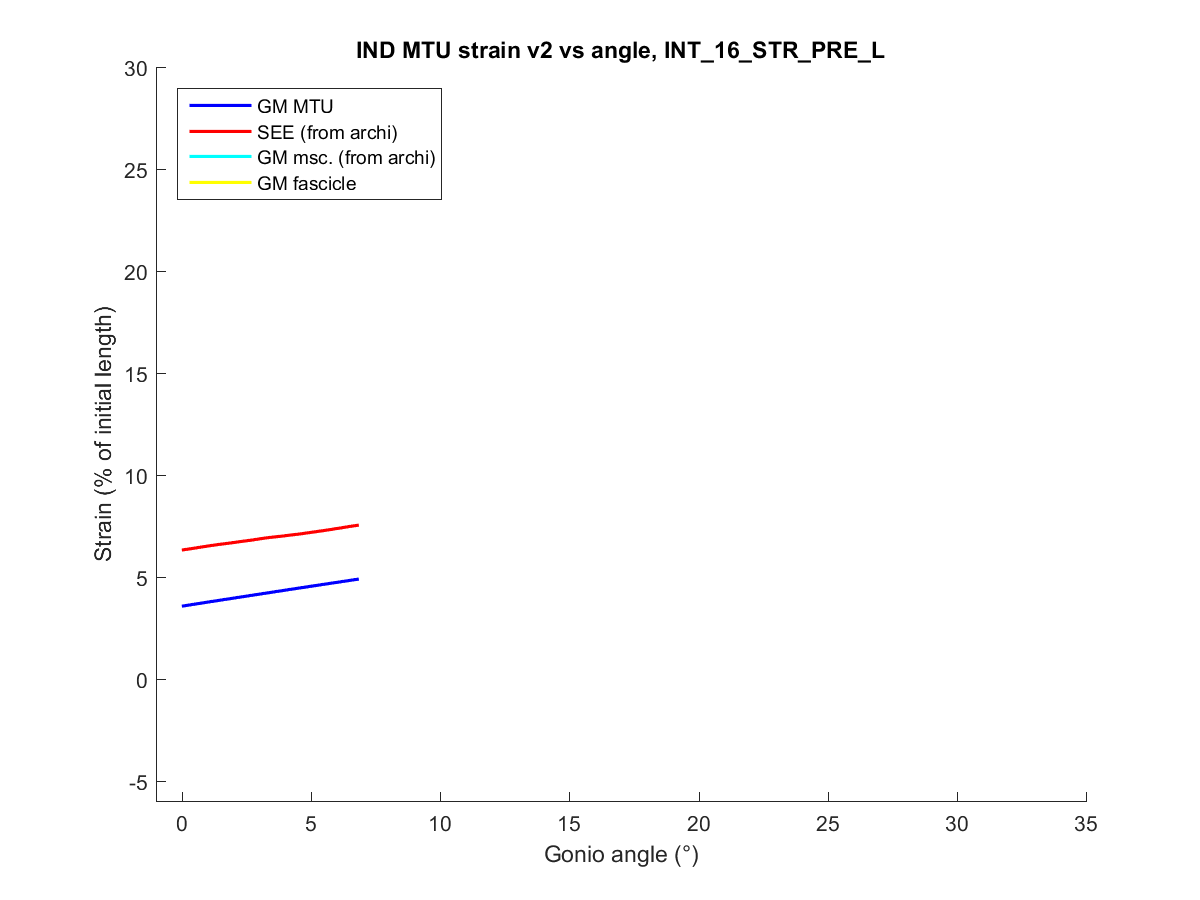 IND MTU strain v2 vs angle, INT_16_STR_PRE_L
30
25
20
15
10
5
0
-5
Strain (% of initial length)
GM MTU
SEE (from archi)
GM msc. (from archi)
GM fascicle
0 5 10 15 20 25 30 35
Gonio angle (°)